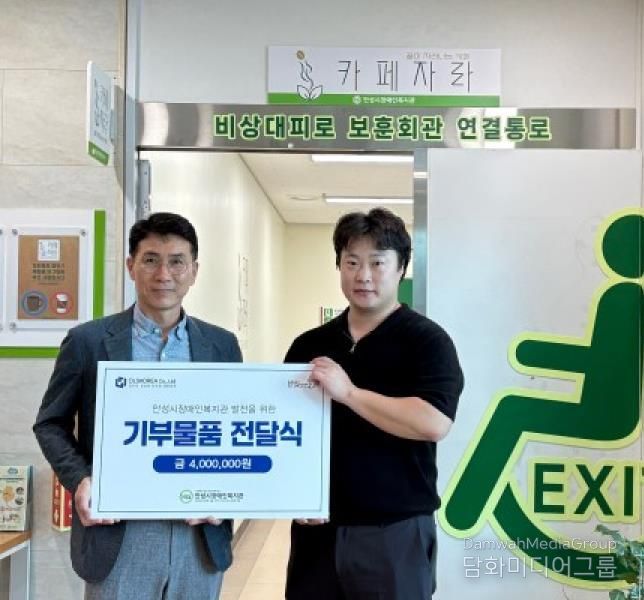 카페자라
안성시장애인복지관
비상대피로 보훈회관 연결통로
안성시장애인복지관 발전을 위한
기부물품 전달식
금 4,000,000원
안성시장애인복지관
EXI
DamwahMediaGroup
담화미디어그룹